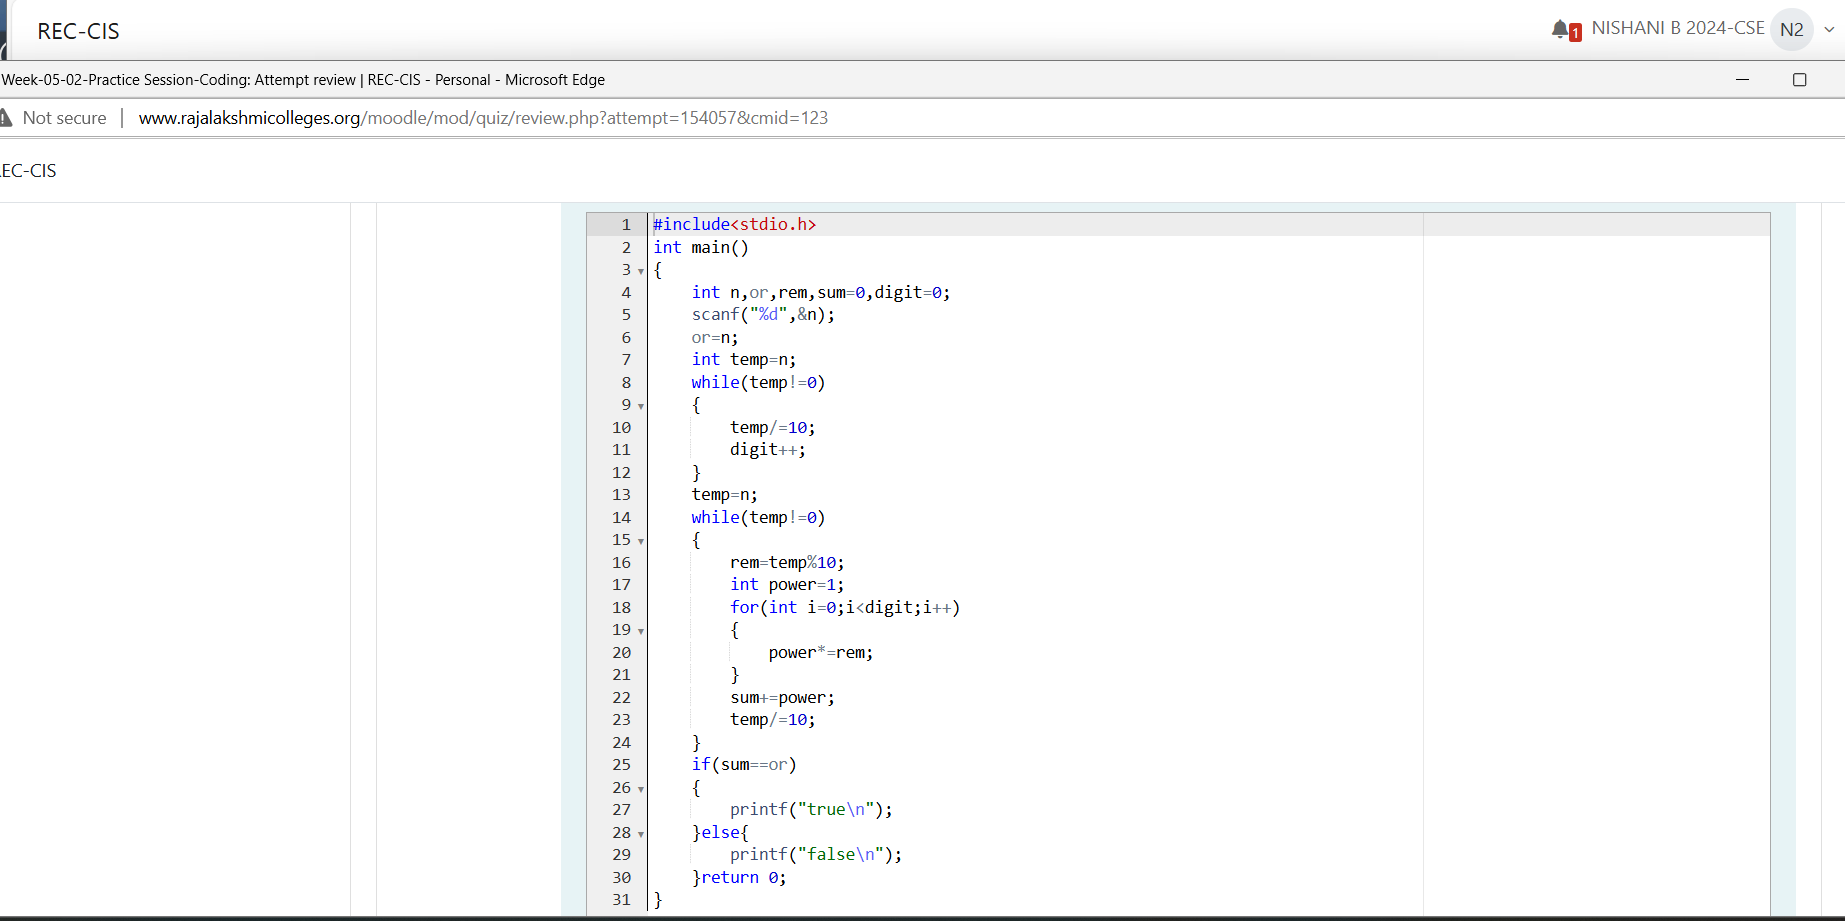 REC-CIS
1 NISHANI B 2024-CSE N2
Week-05-02-Practice Session-Coding: Attempt review | REC-CIS - Personal - Microsoft Edge
Not secure | www.rajalakshmicolleges.org/moodle/mod/quiz/review.php?attempt=154057&cmid=123
EC-CIS
1 #include<stdio.h>
2 int main()
3 {
4     int n,or,rem,sum=0,digit=0;
5     scanf("%d",&n);
6     or=n;
7     int temp=n;
8     while(temp!=0)
9     {
10         temp/=10;
11         digit++;
12     }
13     temp=n;
14     while(temp!=0)
15     {
16         rem=temp%10;
17         int power=1;
18         for(int i=0;i<digit;i++)
19         {
20             power*=rem;
21         }
22         sum+=power;
23         temp/=10;
24     }
25     if(sum==or)
26     {
27         printf("true\n");
28     }else{
29         printf("false\n");
30     }return 0;
31 }